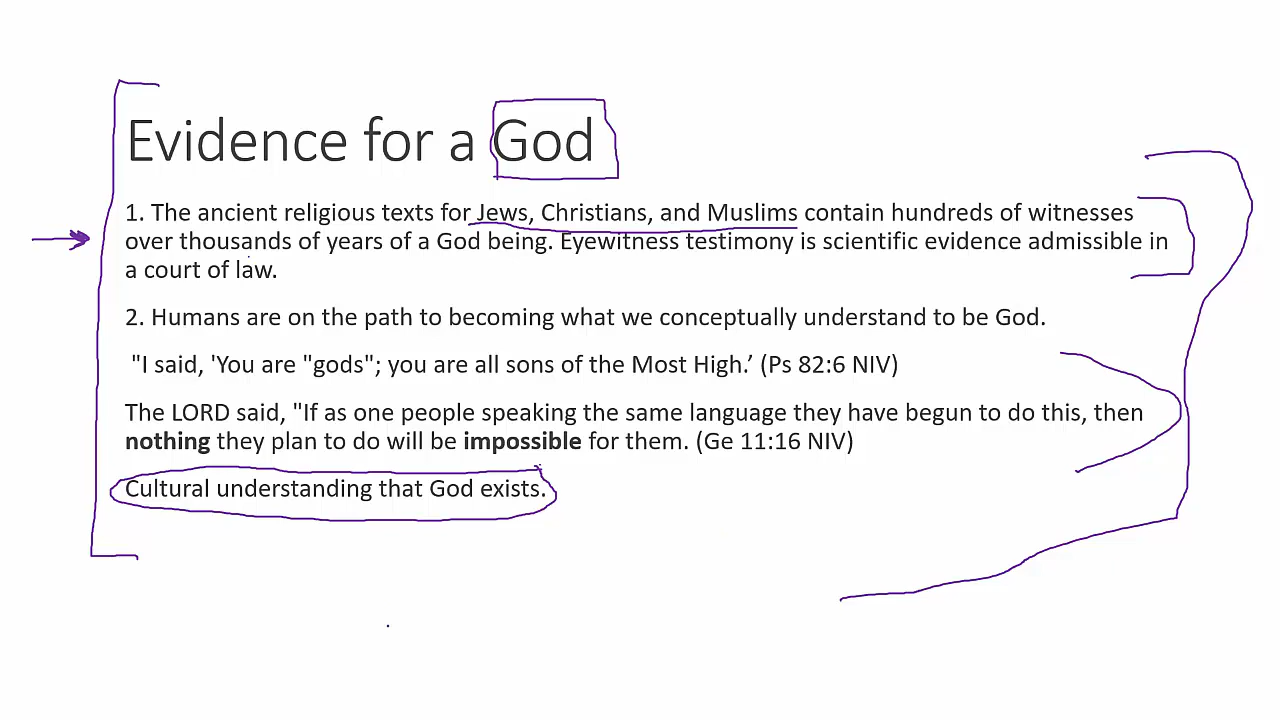 Evidence for a God
1. The ancient religious texts for Jews, Christians, and Muslims contain hundreds of witnesses
over thousands of years of a God being. Eyewitness testimony is scientific evidence admissible in
a court of law.
2. Humans are on the path to becoming what we conceptually understand to be God.
"I said, 'You are "gods"; you are all sons of the Most High.’ (Ps 82:6 NIV)
The LORD said, "If as one people speaking the same language they have begun to do this, then
nothing they plan to do will be impossible for them. (Ge 11:16 NIV)
Cultural understanding that God exists.